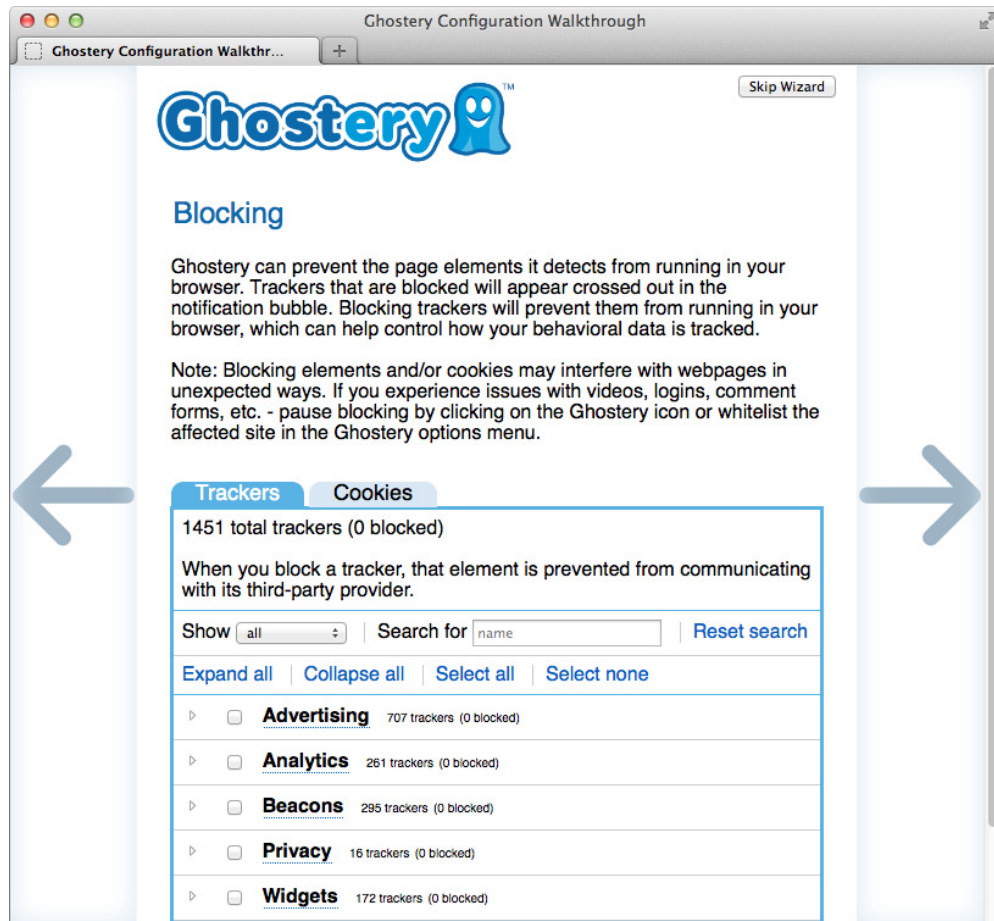 Ghostery Configuration Walkthrough
Ghostery Configuration Walkthr...
Skip Wizard
Ghostery™
Blocking
Ghostery can prevent the page elements it detects from running in your
browser. Trackers that are blocked will appear crossed out in the
notification bubble. Blocking trackers will prevent them from running in your
browser, which can help control how your behavioral data is tracked.
Note: Blocking elements and/or cookies may interfere with webpages in
unexpected ways. If you experience issues with videos, logins, comment
forms, etc. - pause blocking by clicking on the Ghostery icon or whitelist the
affected site in the Ghostery options menu.
Trackers Cookies
1451 total trackers (0 blocked)
When you block a tracker, that element is prevented from communicating
with its third-party provider.
Show all Search for name Reset search
Expand all Collapse all Select all Select none
Advertising 707 trackers (0 blocked)
Analytics 261 trackers (0 blocked)
Beacons 295 trackers (0 blocked)
Privacy 16 trackers (0 blocked)
Widgets 172 trackers (0 blocked)